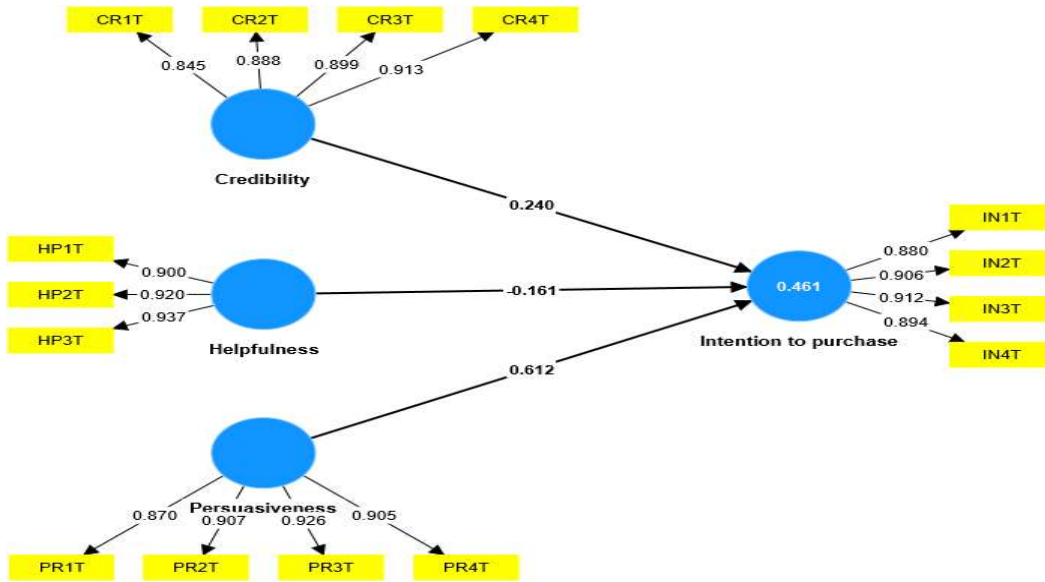 CR1T CR2T CR3T CR4T
0.845 0.888 0.899 0.913
Credibility
0.240
HP1T
0.900
HP2T
0.920
HP3T
0.937
Helpfulness
-0.161
IN1T
0.880
IN2T
0.906
0.461
IN3T
0.912
0.894
IN4T
Intention to purchase
0.612
Persuasiveness
0.870 0.907 0.926 0.905
PR1T PR2T PR3T PR4T